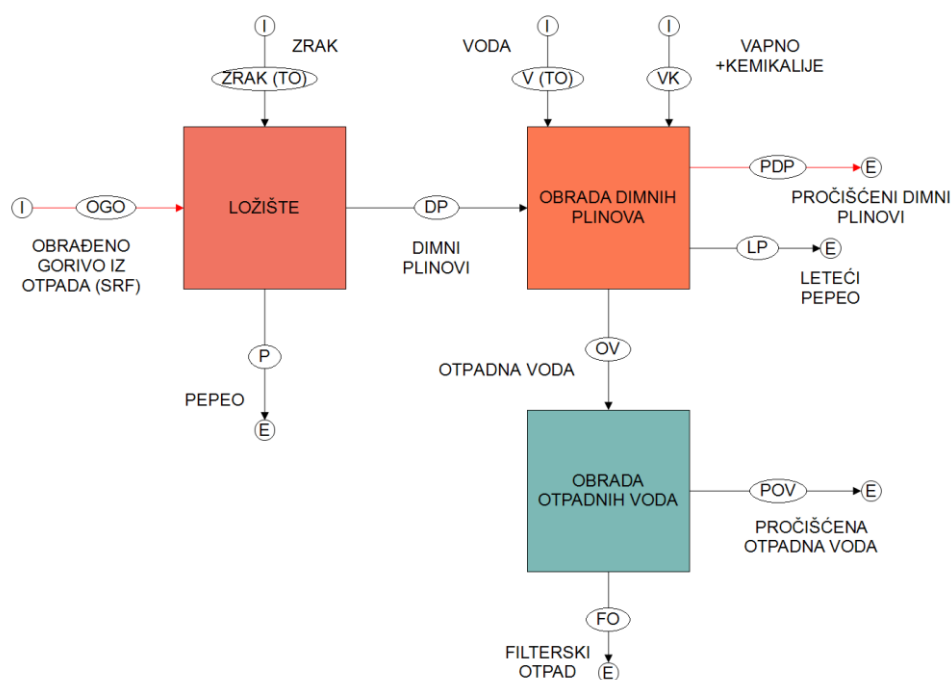 I
ZRAK
ZRAK (TO)
I
VODA
V (TO)
I
VAPNO
+KEMIKALIJE
VK
I
OGO
OBRAĐENO
GORIVO IZ
OTPADA (SRF)
LOŽIŠTE
DP
DIMNI
PLINOVI
OBRADA DIMNIH
PLINOVA
PDP
E
PROČIŠĆENI DIMNI
PLINOVI
LP
E
LETEĆI
PEPEO
P
PEPEO
E
OV
OTPADNA VODA
OBRADA
OTPADNIH VODA
POV
E
PROČIŠĆENA
OTPADNA VODA
FO
FILTERSKI
OTPAD
E